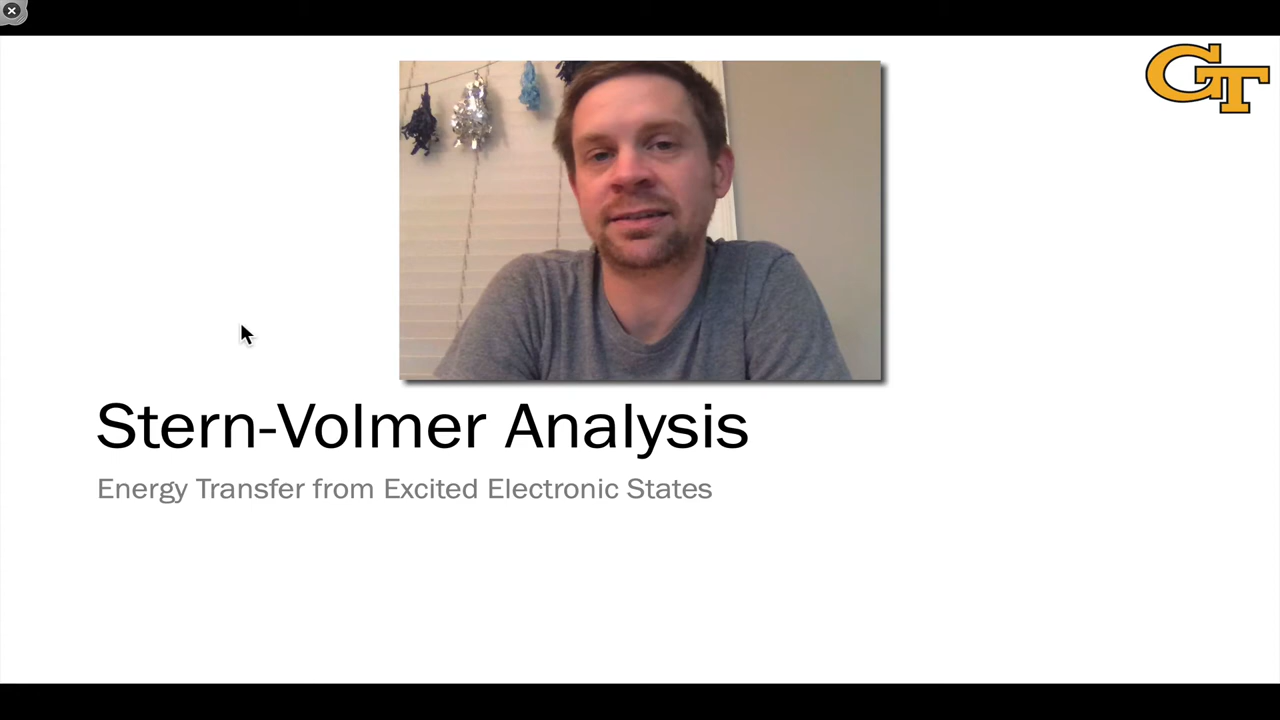 GT
Stern-Volmer Analysis
Energy Transfer from Excited Electronic States